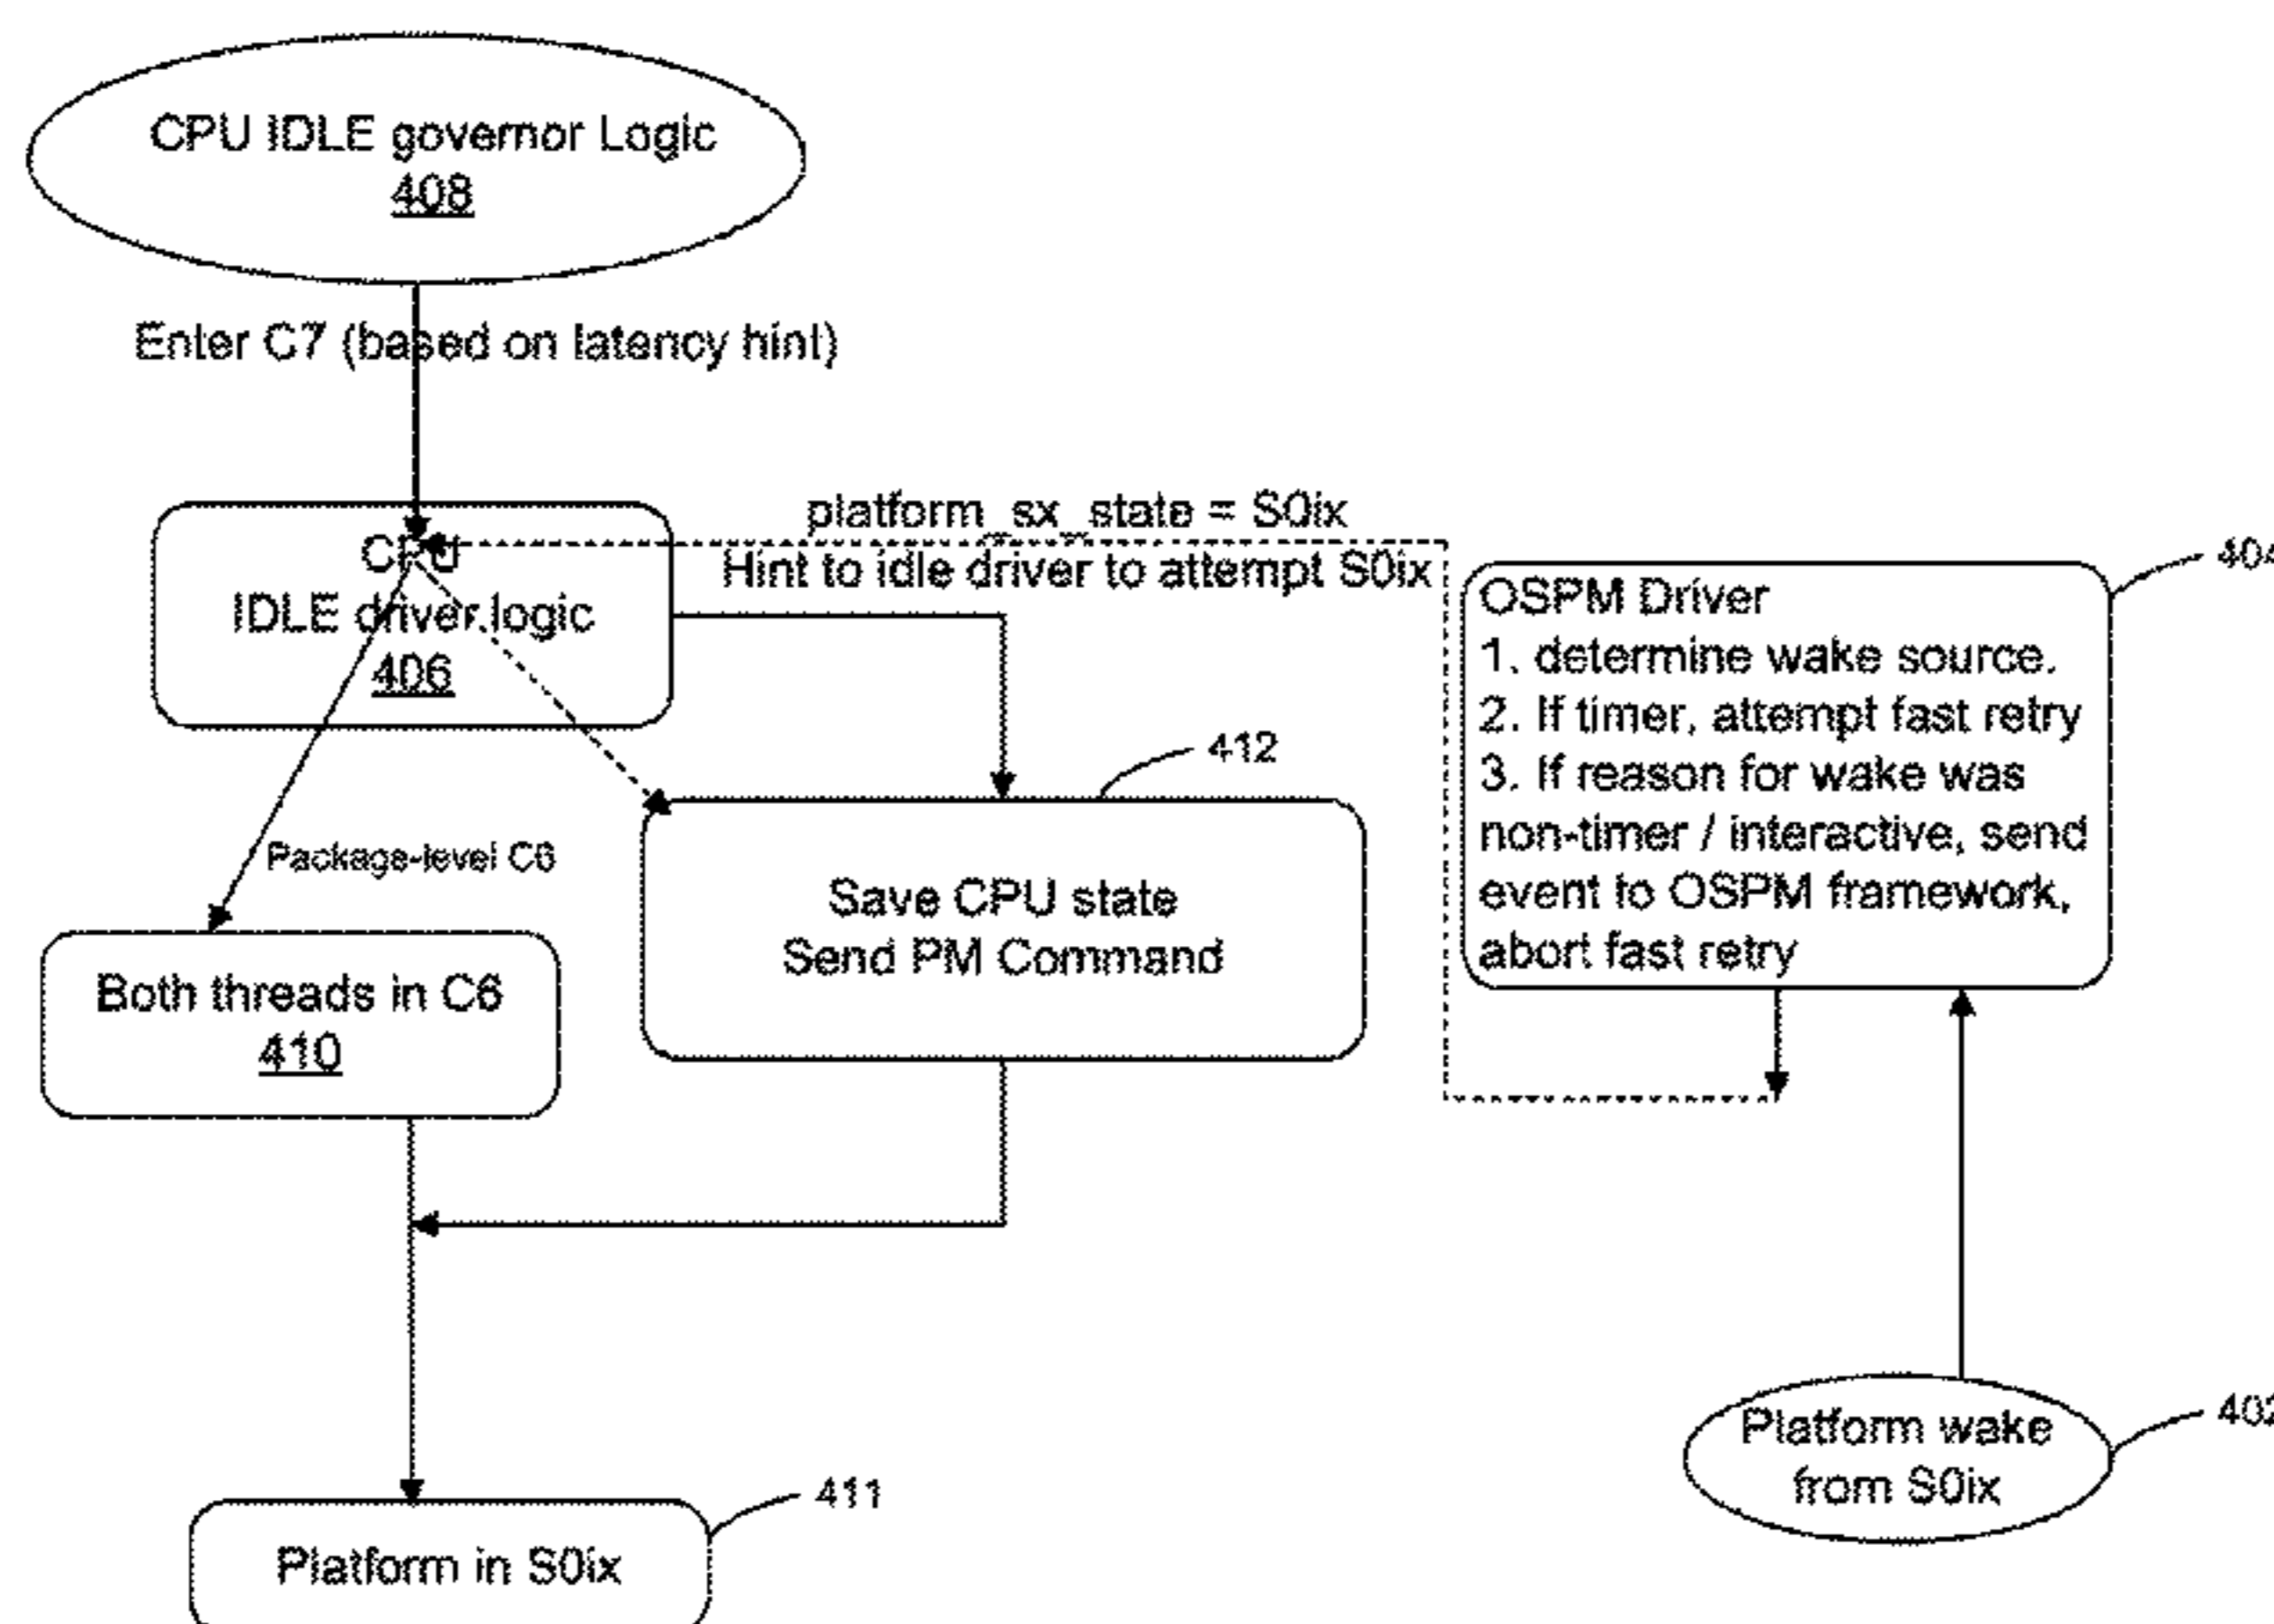 CPU IDLE governor Logic
408
Enter C7 (based on latency hint)
platform_sx_state = S0ix
Hint to idle driver to attempt S0ix
CPU
IDLE driver logic
406
404
OSPM Driver
1. determine wake source.
2. If timer, attempt fast retry
3. If reason for wake was
non-timer / interactive, send
event to OSPM framework,
abort fast retry
412
Package-level C6
Save CPU state
Send PM Command
Both threads in C6
410
402
Platform wake
from S0ix
411
Platform in S0ix